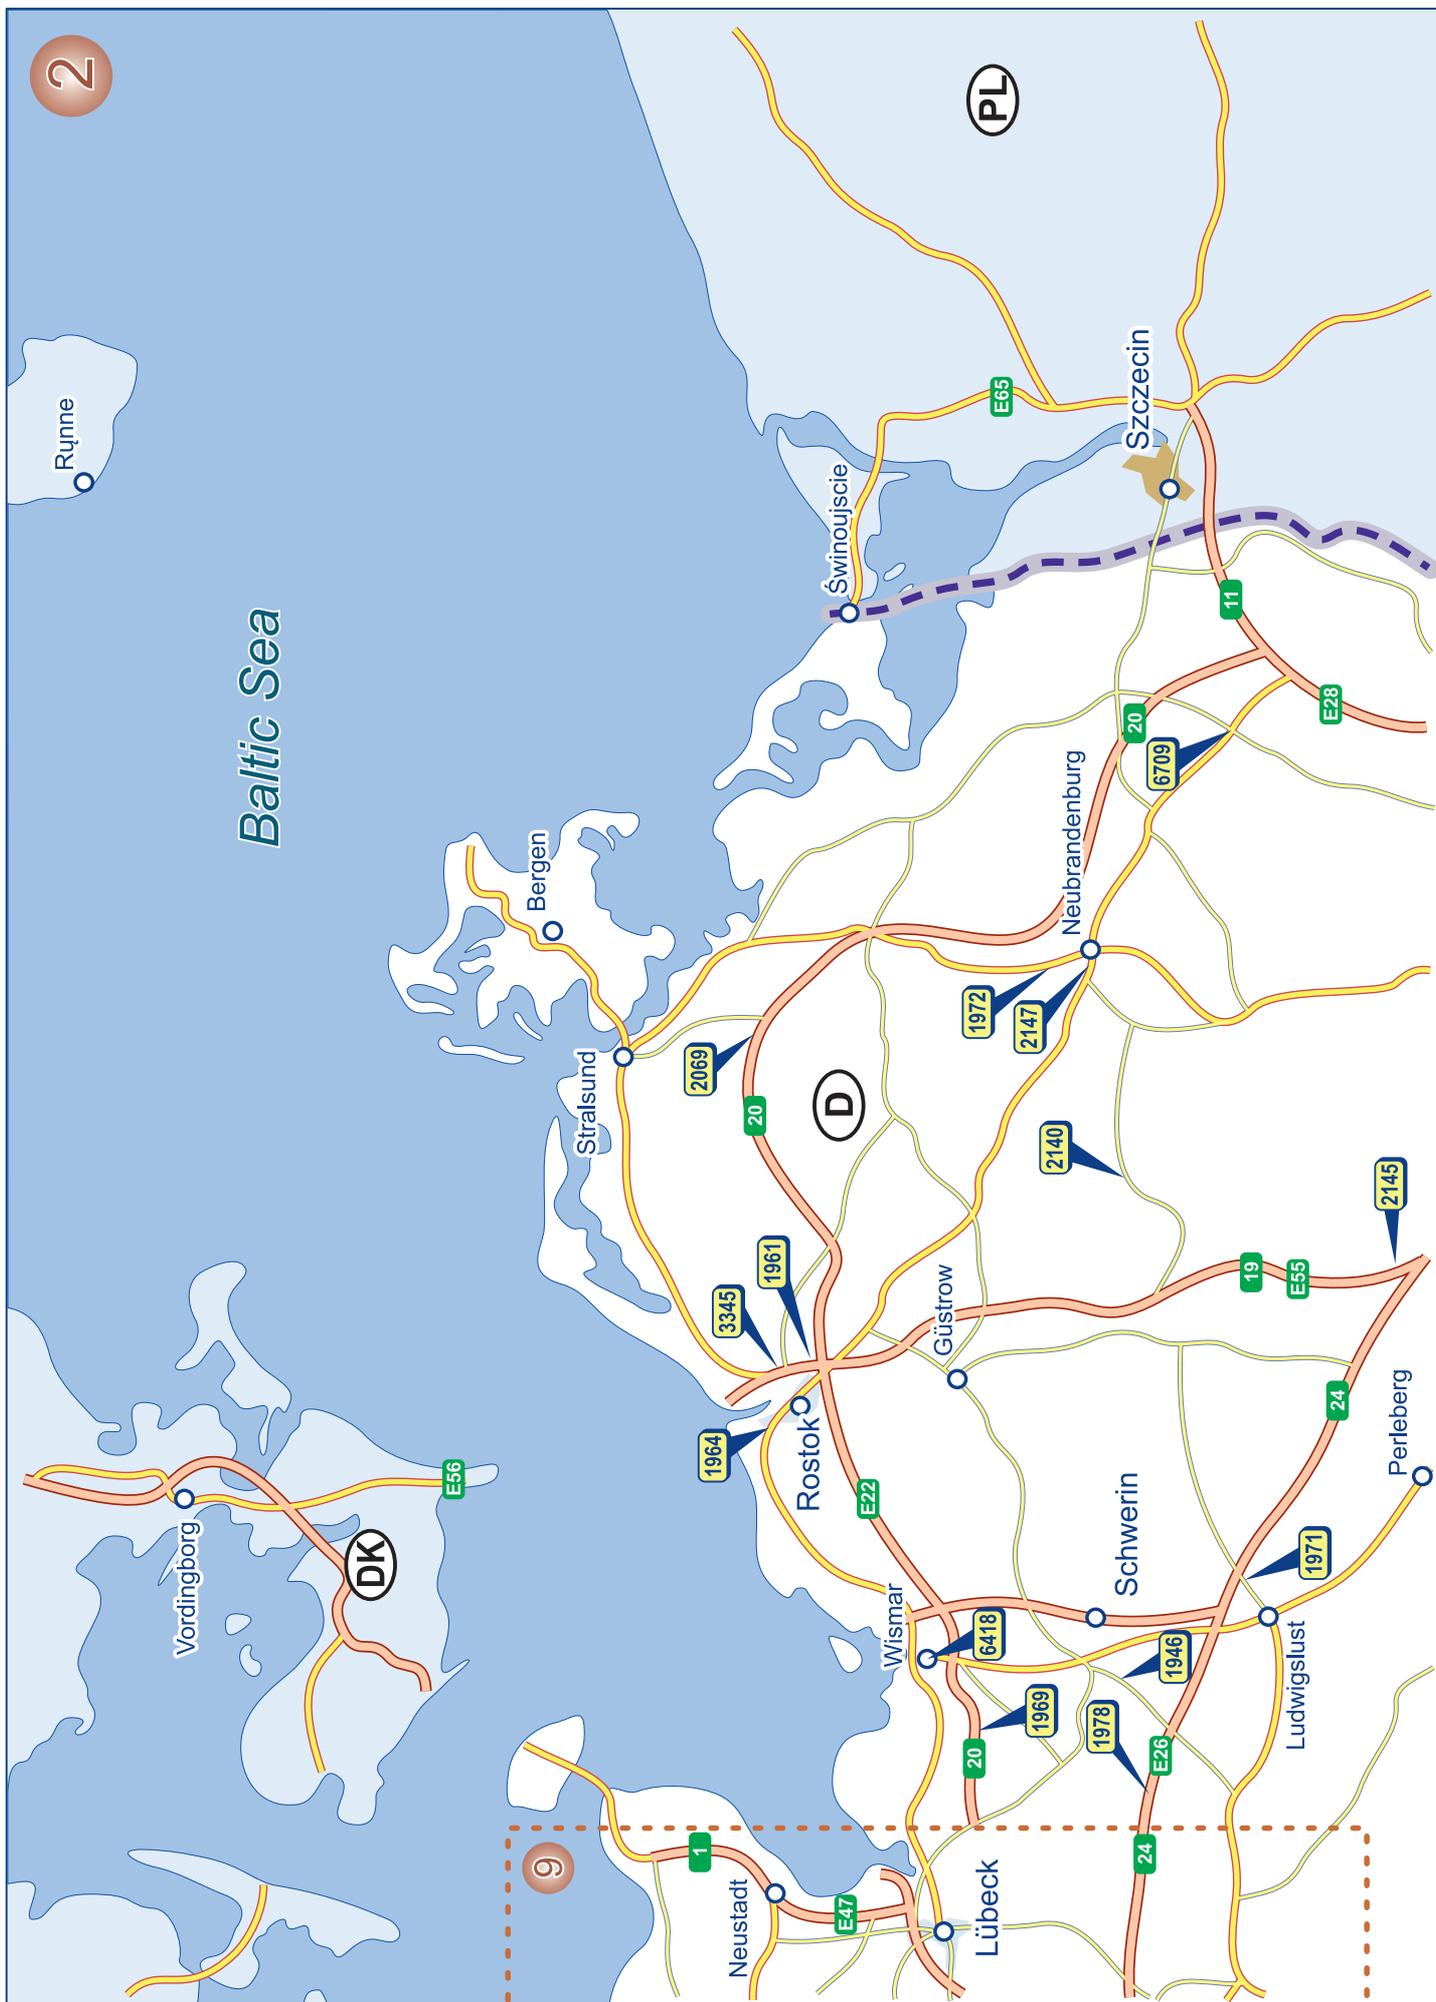 2
Rųnne
Baltic Sea
PL
Vordingborg
DK
E56
Bergen
Stralsund
Świnoujscie
E65
Szczecin
11
E28
20
6709
Neubrandenburg
1972
2147
2069
20
D
2140
2145
1961
3345
1964
Rostok
Güstrow
19
E55
24
Perleberg
E22
Schwerin
Wismar
6418
1971
1946
Ludwigslust
1969
1978
20
E26
9
1
Neustadt
E47
Lübeck
24